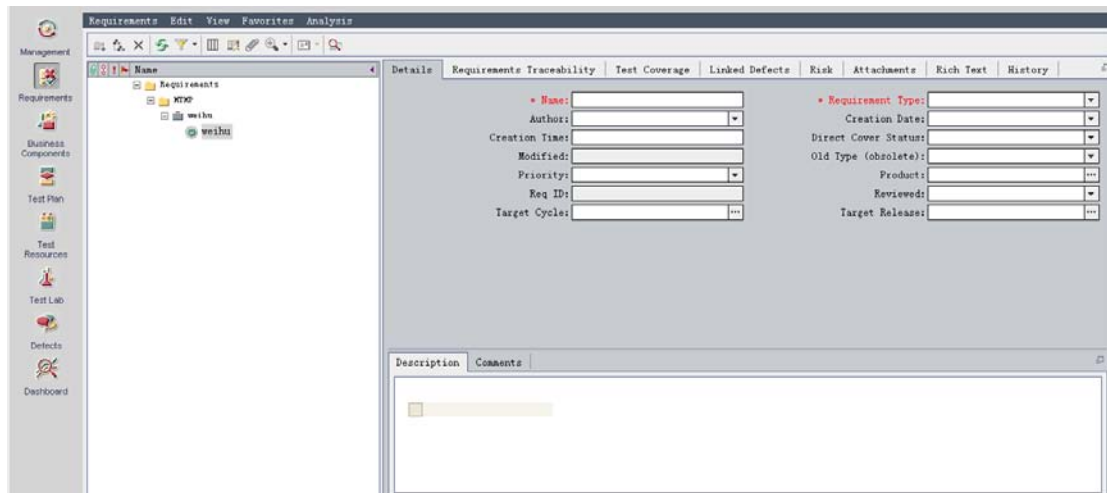 Requirements Edit View Favorites Analysis
Management
Requirements
Business
Components
Test Plan
Test
Resources
Test Lab
Defects
Dashboard
Name
Requirements
MTMP
weihu
weihu
Details Requirements Traceability Test Coverage Linked Defects Risk Attachments Rich Text History
* Name: * Requirement Type:
Author: Creation Date:
Creation Time: Direct Cover Status:
Modified: Old Type (obsolete):
Priority: Product:
Req ID: Reviewed:
Target Cycle: Target Release:
Description Comments